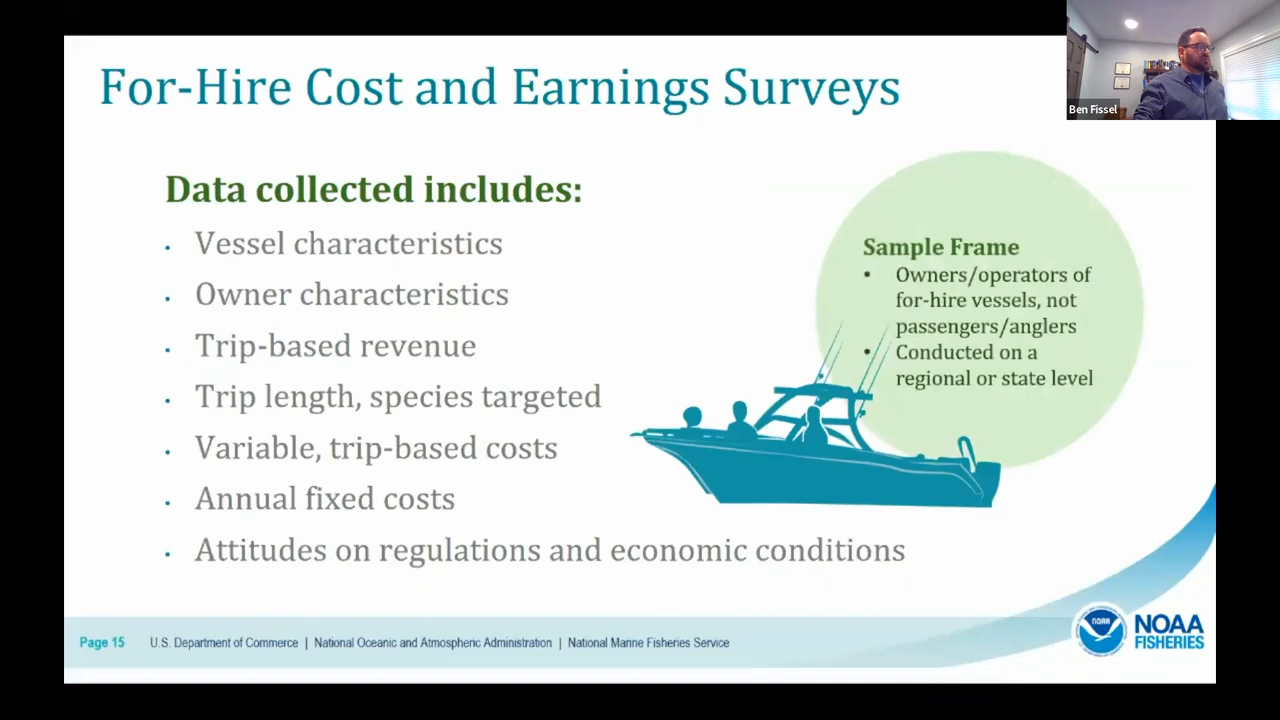 For-Hire Cost and Earnings Surveys
Ben Fissel
Data collected includes:
• Vessel characteristics
• Owner characteristics
• Trip-based revenue
• Trip length, species targeted
• Variable, trip-based costs
• Annual fixed costs
• Attitudes on regulations and economic conditions
Sample Frame
• Owners/operators of
for-hire vessels, not
passengers/anglers
• Conducted on a
regional or state level
Page 15
U.S. Department of Commerce | National Oceanic and Atmospheric Administration | National Marine Fisheries Service
NOAA
NOAA
FISHERIES